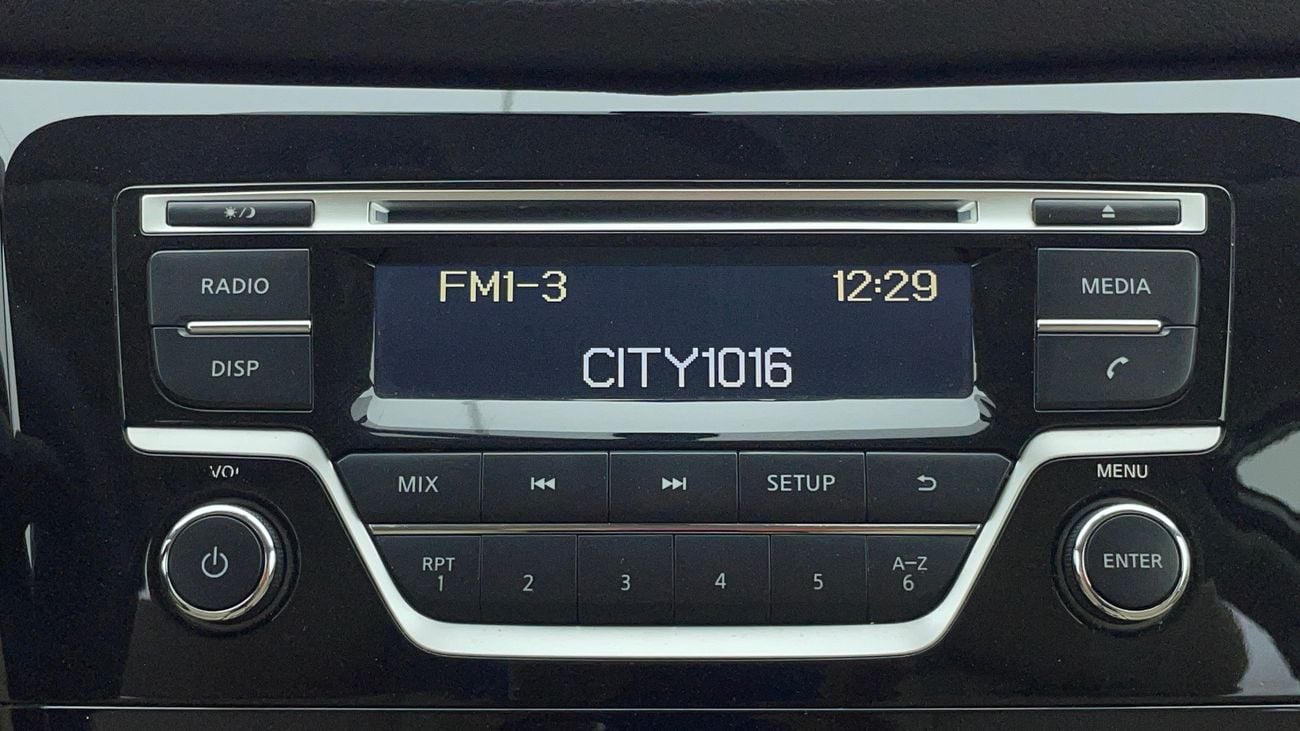 RADIO
DISP
FM1-3 12:29
CITY1016
MEDIA
VOL
MIX
SETUP
MENU
RPT
1
2
3
4
5
A-Z
6
ENTER